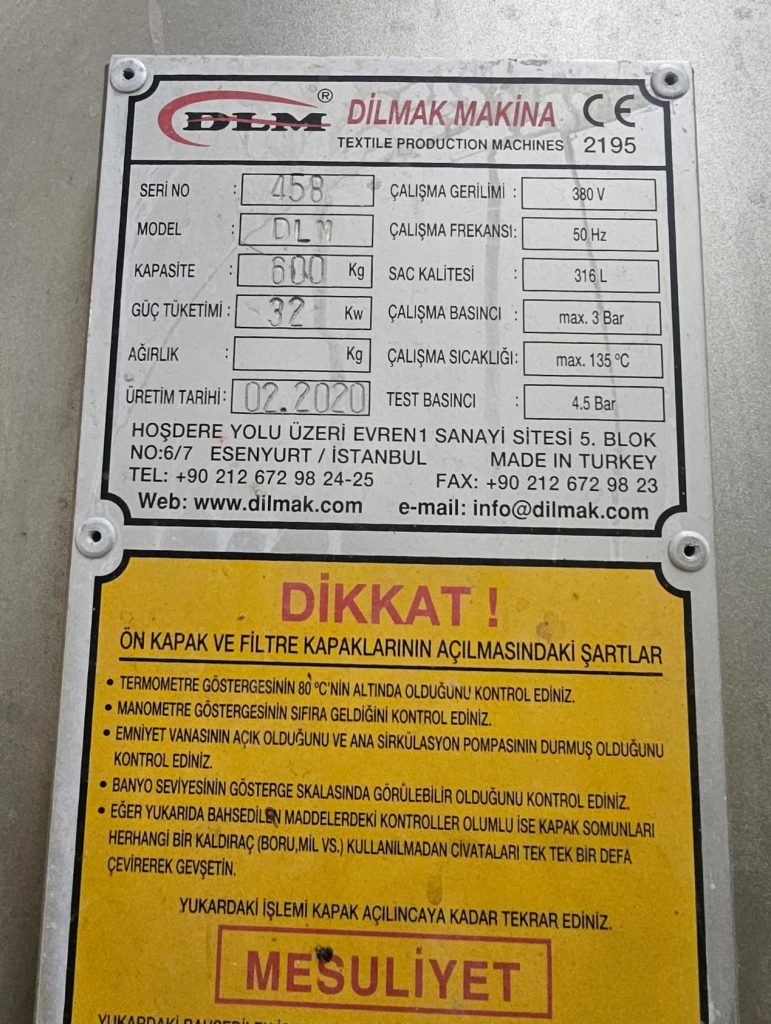 DLM ® DİLMAK MAKİNA CE
TEXTILE PRODUCTION MACHINES 2195
SERİ NO : 458 ÇALIŞMA GERİLİMİ : 380 V
MODEL : DLM ÇALIŞMA FREKANSI: 50 Hz
KAPASİTE : 600 Kg SAC KALİTESİ : 316 L
GÜÇ TÜKETİMİ : 32 Kw ÇALIŞMA BASINCI : max. 3 Bar
AĞIRLIK : Kg ÇALIŞMA SICAKLIĞI: max. 135 °C
ÜRETİM TARİHİ: 02.2020 TEST BASINCI : 4.5 Bar
HOŞDERE YOLU ÜZERİ EVREN1 SANAYİ SİTESİ 5. BLOK
NO:6/7 ESENYURT / İSTANBUL MADE IN TURKEY
TEL: +90 212 672 98 24-25 FAX: +90 212 672 98 23
Web: www.dilmak.com e-mail: info@dilmak.com
DİKKAT !
ÖN KAPAK VE FİLTRE KAPAKLARININ AÇILMASINDAKİ ŞARTLAR
• TERMOMETRE GÖSTERGESİNİN 80 °C'NİN ALTINDA OLDUĞUNU KONTROL EDİNİZ.
• MANOMETRE GÖSTERGESİNİN SIFIRA GELDİĞİNİ KONTROL EDİNİZ.
• EMNİYET VANASININ AÇIK OLDUĞUNU VE ANA SİRKÜLASYON POMPASININ DURMUŞ OLDUĞUNU
KONTROL EDİNİZ.
• BANYO SEVİYESİNİN GÖSTERGE SKALASINDA GÖRÜLEBİLİR OLDUĞUNU KONTROL EDİNİZ.
• EĞER YUKARIDA BAHSEDİLEN MADDELERDEKİ KONTROLLER OLUMLU İSE KAPAK SOMUNLARI
HERHANGİ BİR KALDIRAÇ (BORU,MİL VS.) KULLANILMADAN CİVATALARI TEK TEK BİR DEFA
ÇEVİREREK GEVŞETİN.
YUKARDAKİ İŞLEMİ KAPAK AÇILINCAYA KADAR TEKRAR EDİNİZ.
MESULİYET